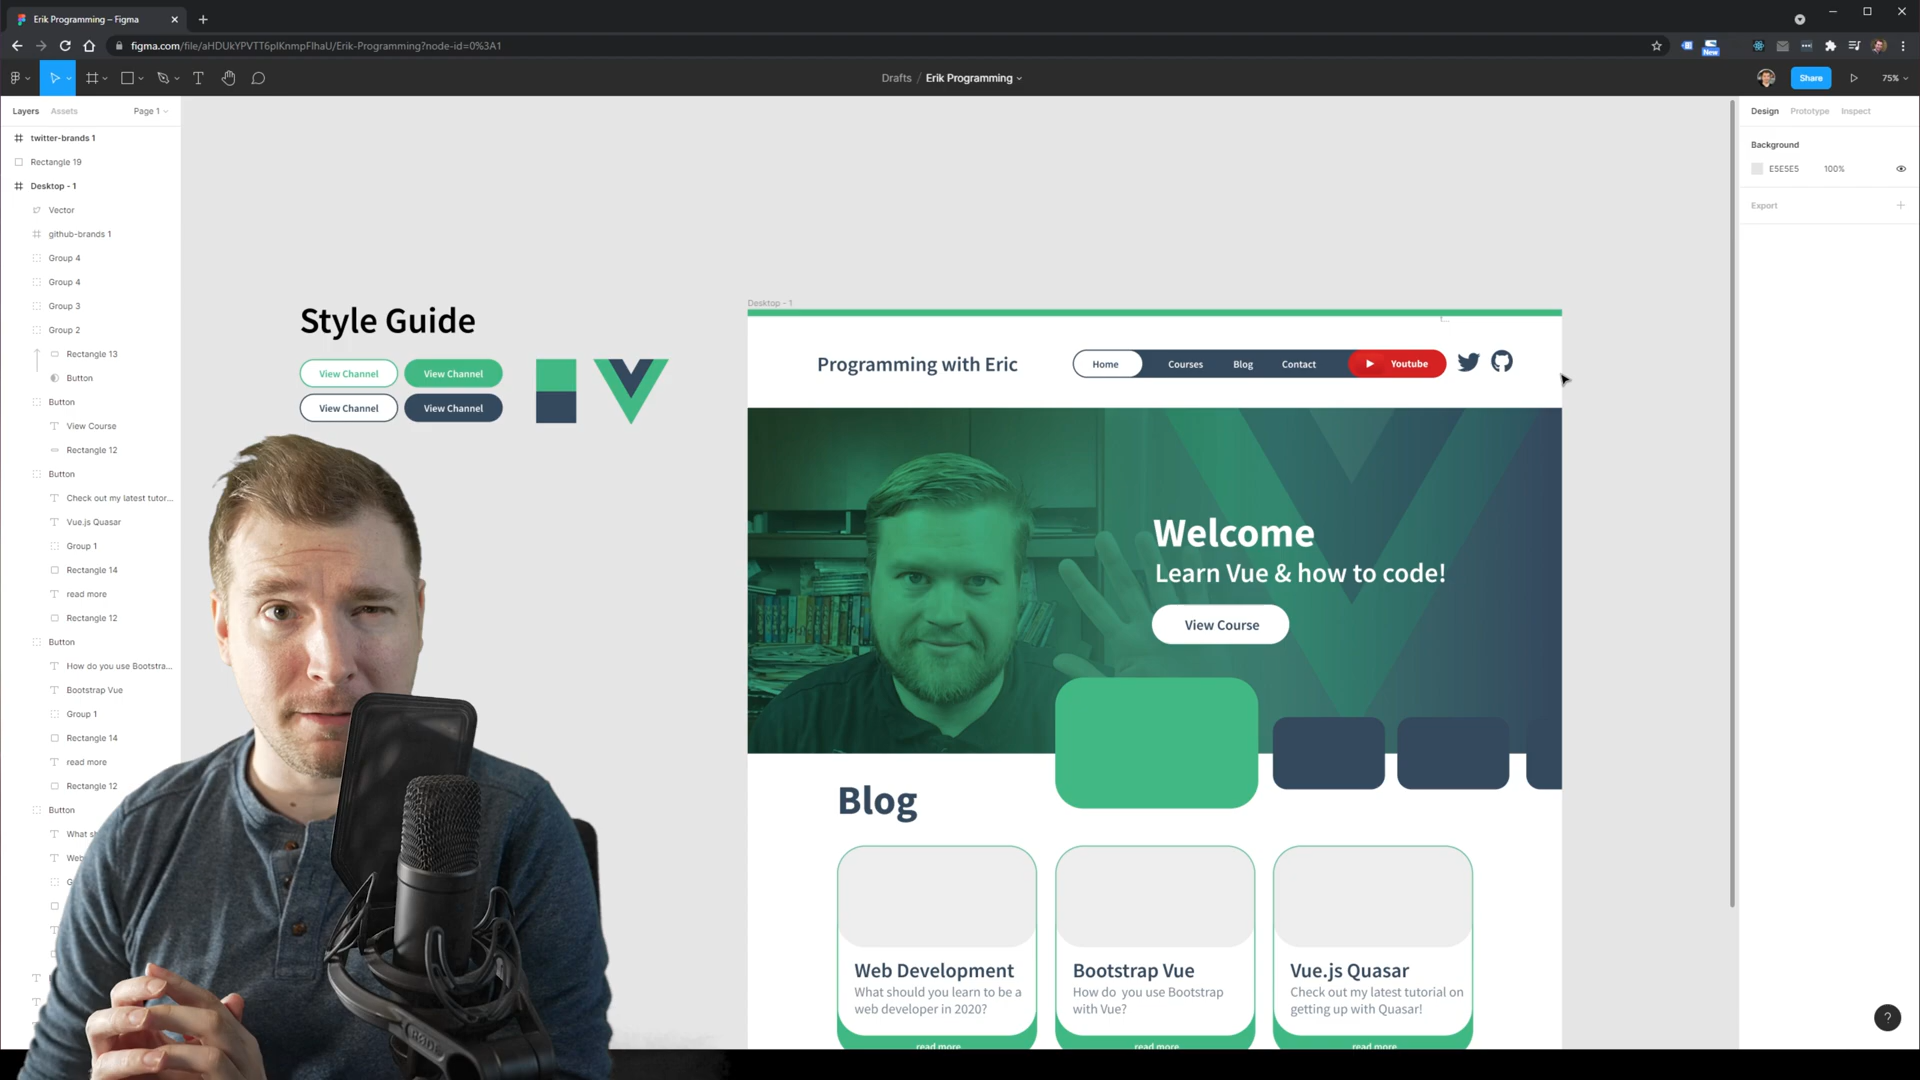 Erik Programming – Figma
figma.com/file/aHDUkYPVTT6pIKnmpFIhaU/Erik-Programming?node-id=0%3A1
New
Drafts / Erik Programming
Share
75%
Layers
Assets
Page 1
twitter-brands 1
Rectangle 19
Desktop - 1
Vector
github-brands 1
Group 4
Group 4
Group 3
Group 2
Rectangle 13
Button
Button
View Course
Rectangle 12
Button
Check out my latest tutor...
Vue.js Quasar
Group 1
Rectangle 14
read more
Rectangle 12
Button
How do you use Bootstra...
Bootstrap Vue
Group 1
Rectangle 14
read more
Rectangle 12
Button
Style Guide
View Channel
View Channel
View Channel
View Channel
Desktop - 1
Programming with Eric
Home
Courses
Blog
Contact
Youtube
Welcome
Learn Vue & how to code!
View Course
Blog
Web Development
What should you learn to be a
web developer in 2020?
read more
Bootstrap Vue
How do  you use Bootstrap
with Vue?
read more
Vue.js Quasar
Check out my latest tutorial on
getting up with Quasar!
read more
Design
Prototype
Inspect
Background
E5E5E5
100%
Export
?
RØDE